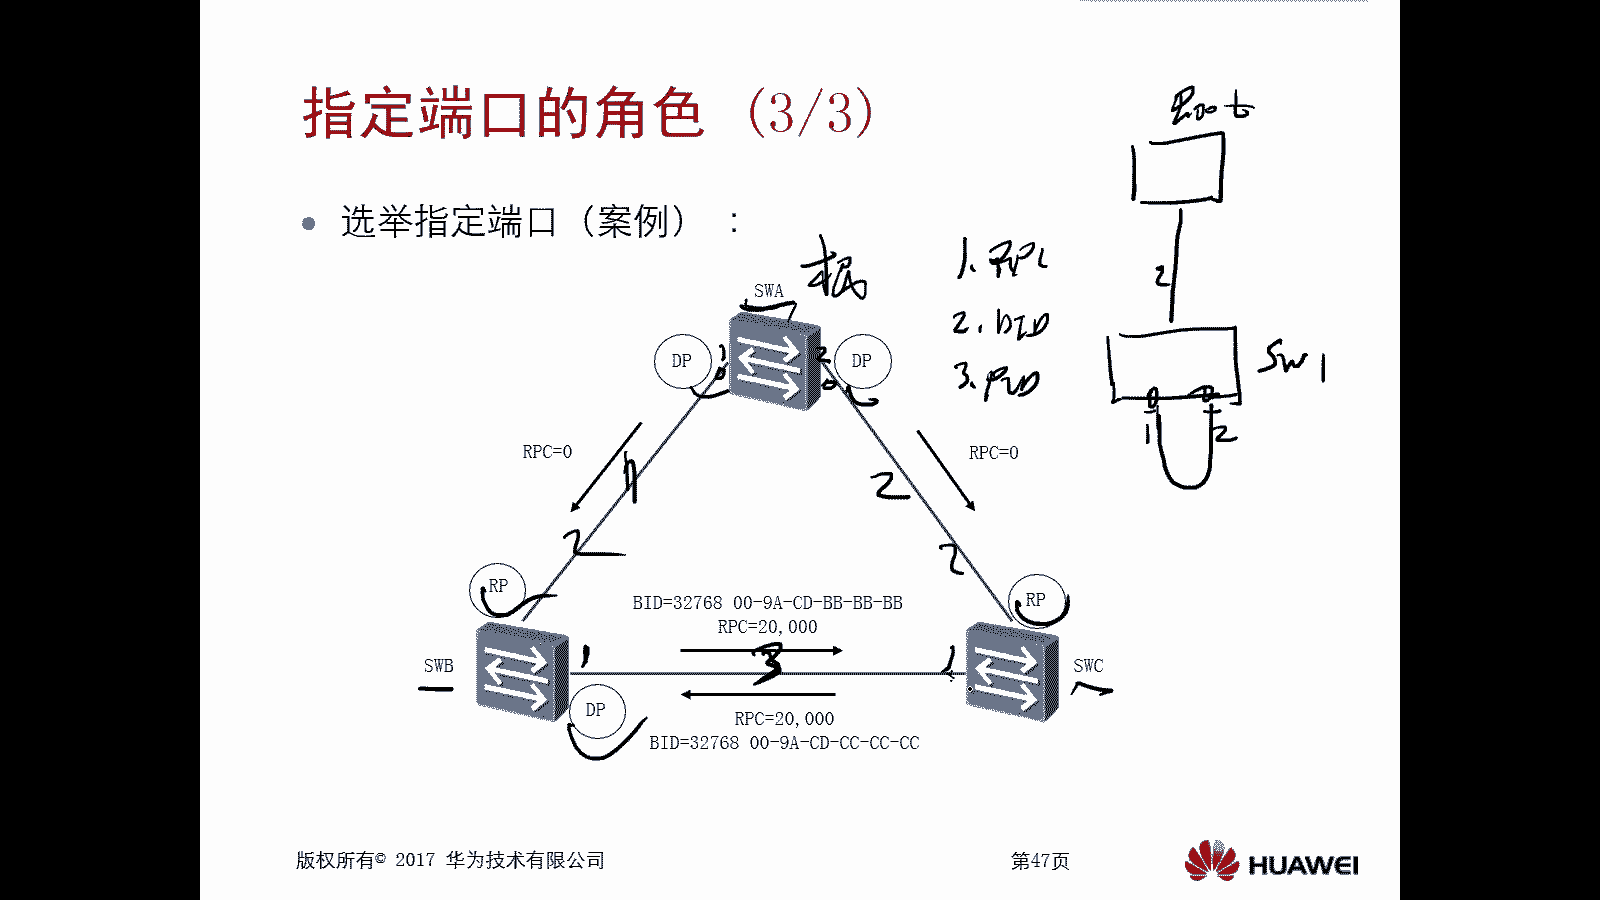 指定端口的角色 (3/3)
Root
● 选举指定端口（案例）：
SWA
根
1. RPC
2. BID
3. PID
DP
1
0
2
0
DP
2
SW1
1
2
RPC=0
RPC=0
1
2
2
2
RP
RP
BID=32768 00-9A-CD-BB-BB-BB
RPC=20,000
3
SWB
1
1
SWC
DP
RPC=20,000
BID=32768 00-9A-CD-CC-CC-CC
版权所有© 2017 华为技术有限公司
第47页
HUAWEI